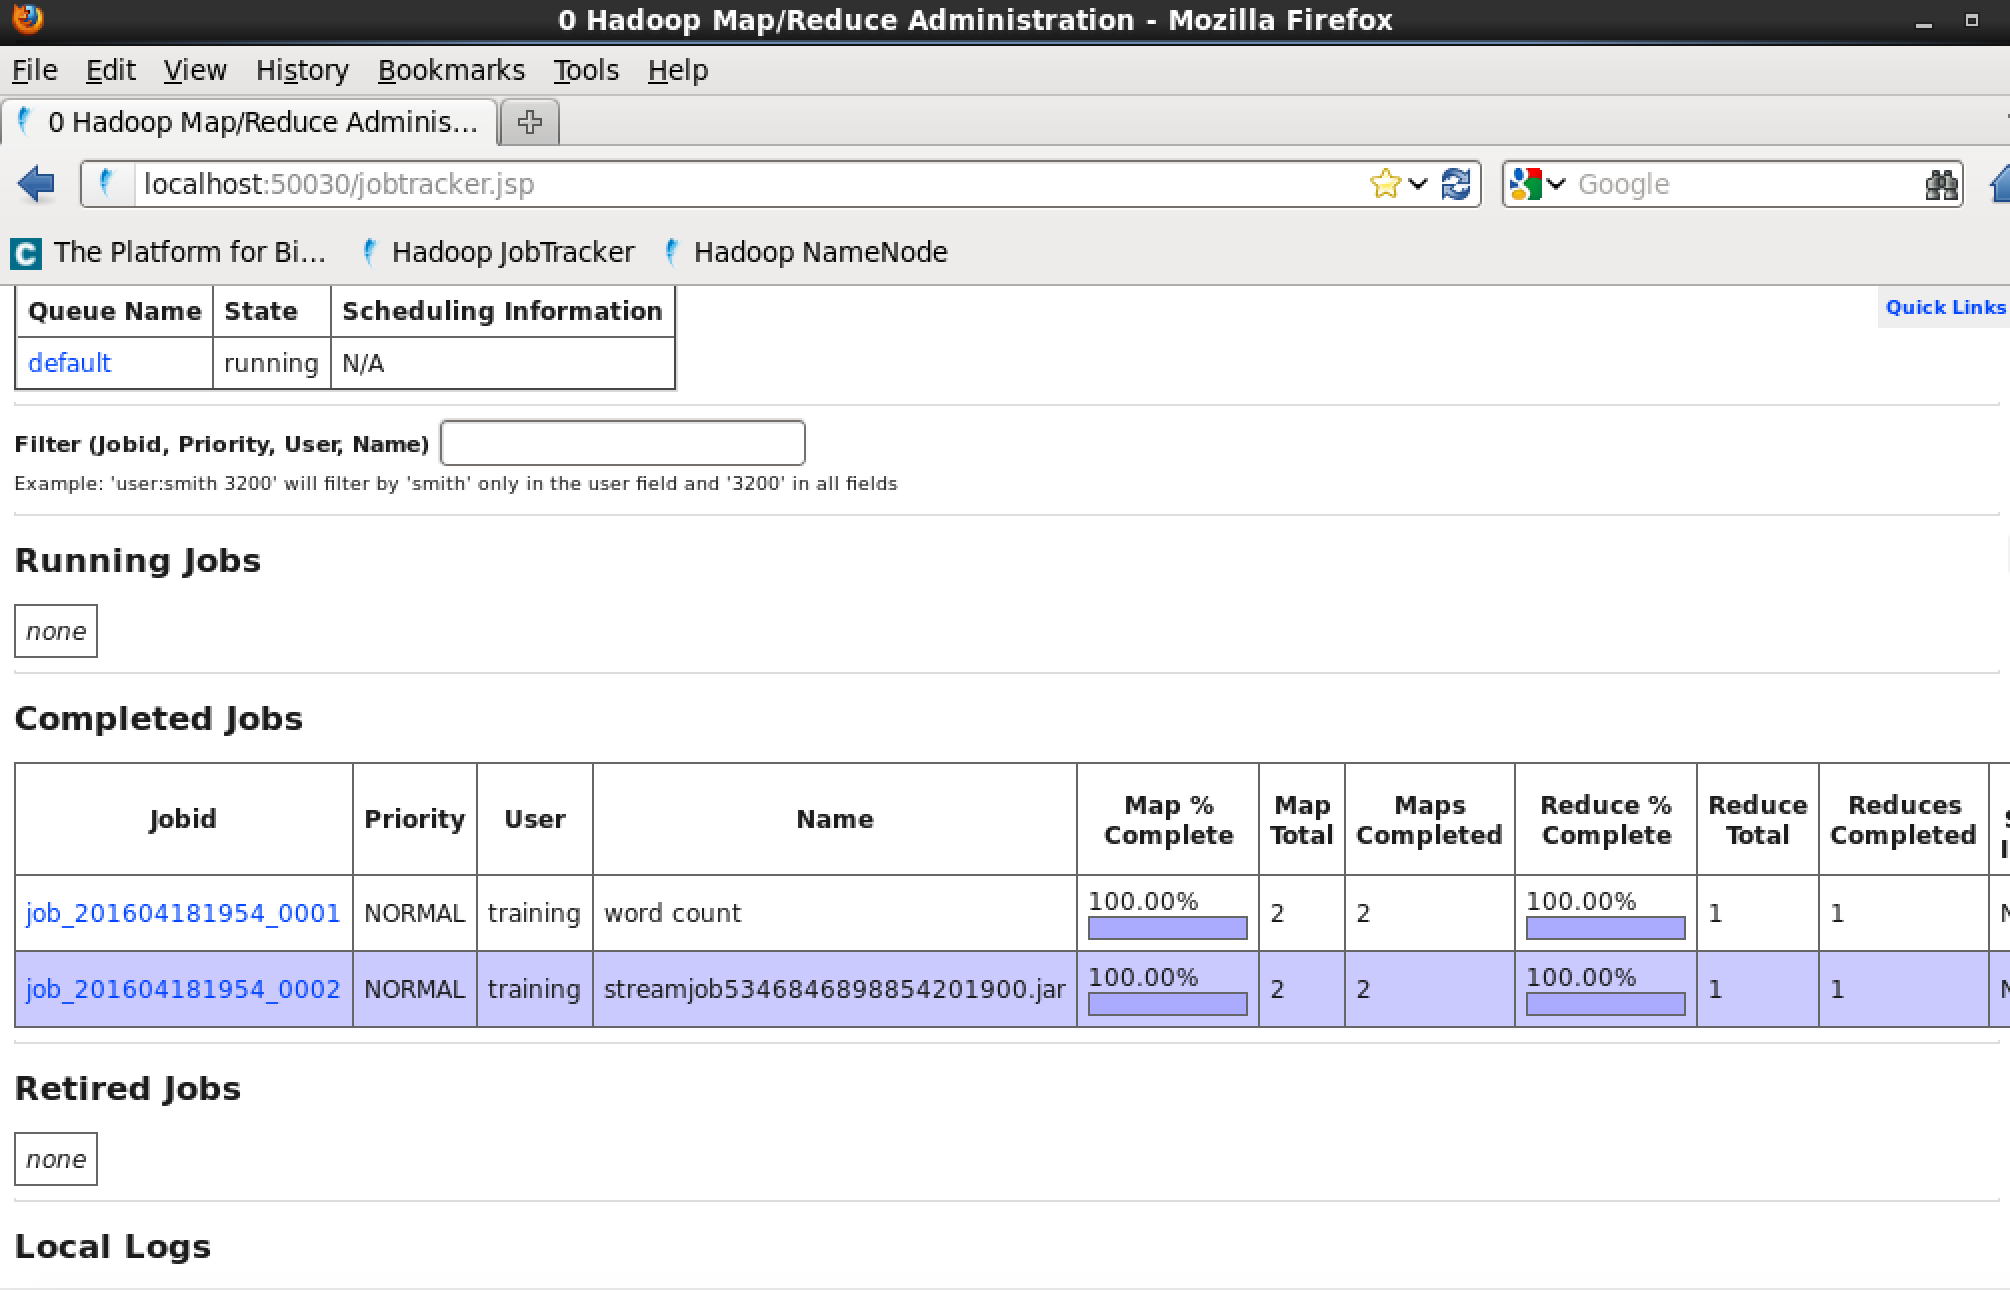 0 Hadoop Map/Reduce Administration - Mozilla Firefox
File Edit View History Bookmarks Tools Help
0 Hadoop Map/Reduce Adminis...
localhost:50030/jobtracker.jsp Google
C The Platform for Bi... Hadoop JobTracker Hadoop NameNode
Queue Name State Scheduling Information
Quick Links
default running N/A
Filter (Jobid, Priority, User, Name)
Example: 'user:smith 3200' will filter by 'smith' only in the user field and '3200' in all fields
Running Jobs
none
Completed Jobs
Jobid Priority User Name Map % Complete Map Total Maps Completed Reduce % Complete Reduce Total Reduces Completed
job_201604181954_0001 NORMAL training word count 100.00% 2 2 100.00% 1 1
job_201604181954_0002 NORMAL training streamjob5346846898854201900.jar 100.00% 2 2 100.00% 1 1
Retired Jobs
none
Local Logs